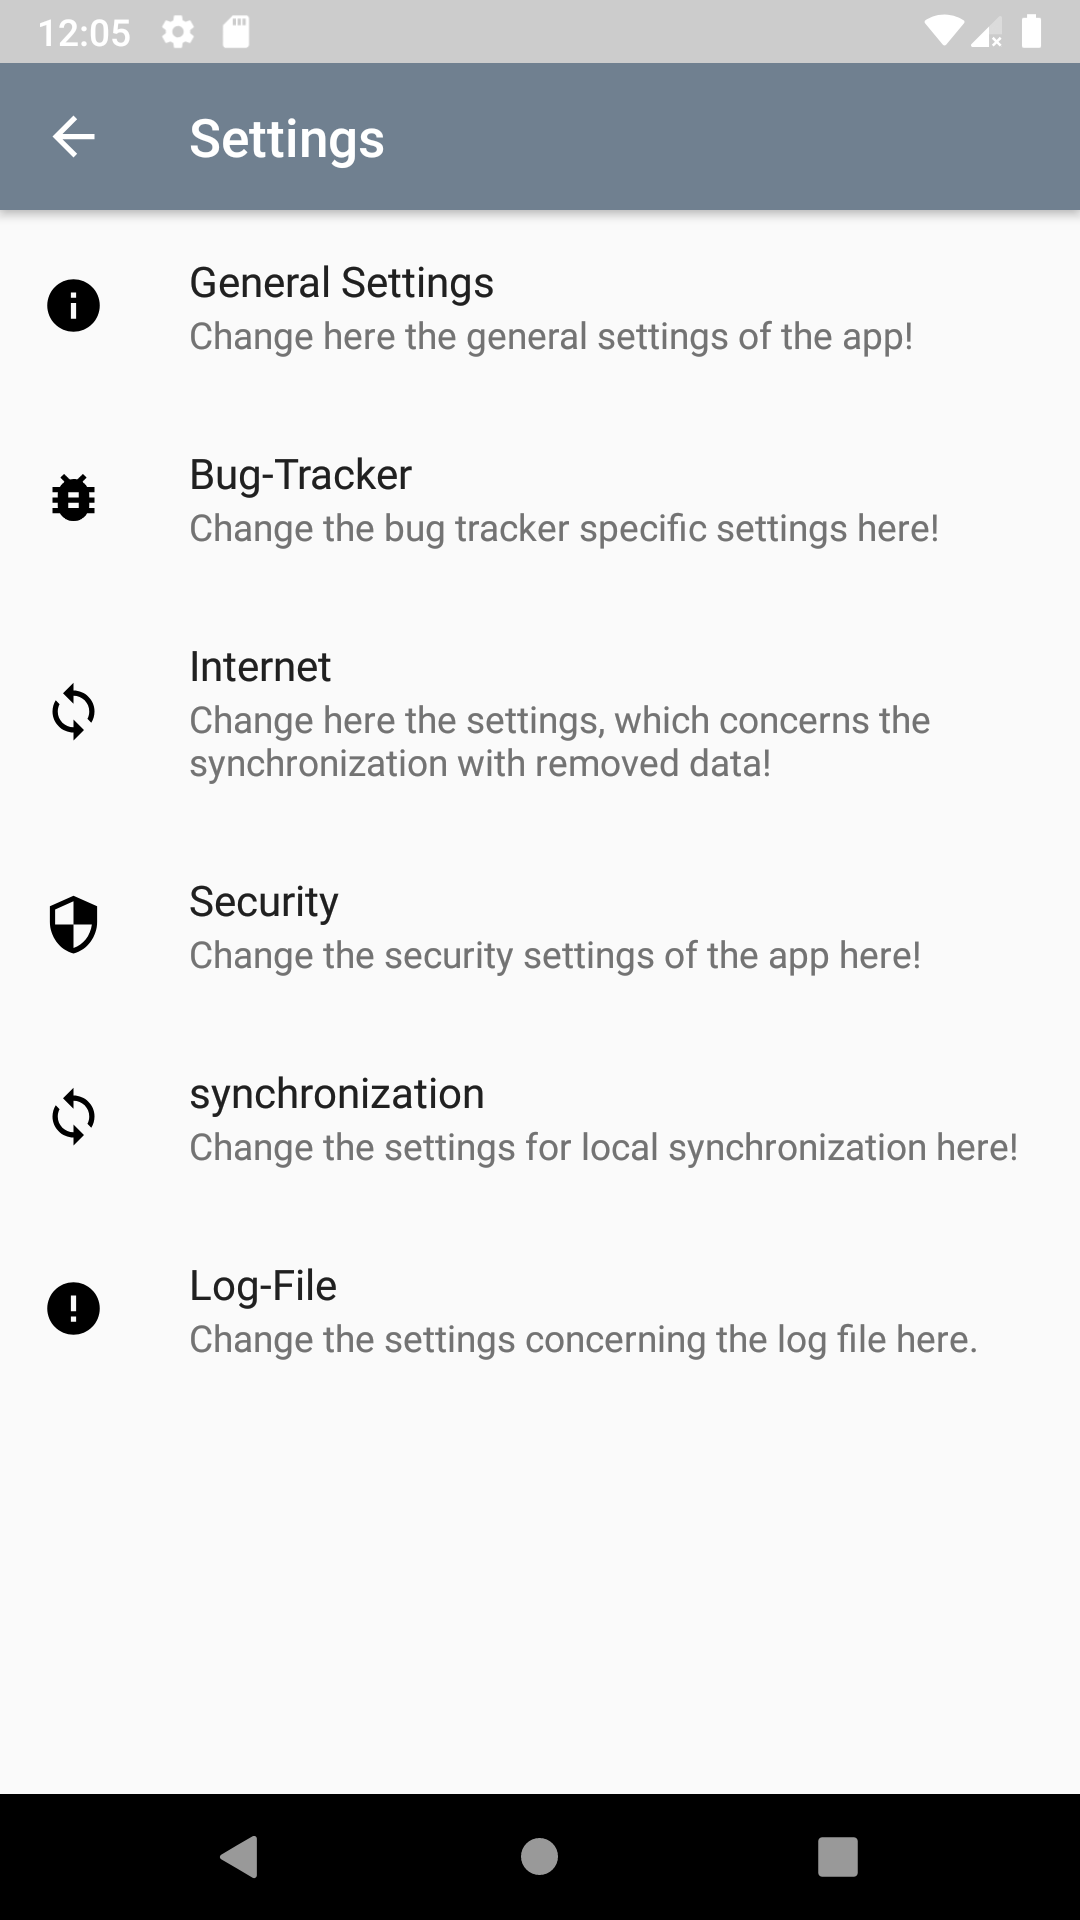 12:05
Settings
General Settings
Change here the general settings of the app!
Bug-Tracker
Change the bug tracker specific settings here!
Internet
Change here the settings, which concerns the
synchronization with removed data!
Security
Change the security settings of the app here!
synchronization
Change the settings for local synchronization here!
Log-File
Change the settings concerning the log file here.